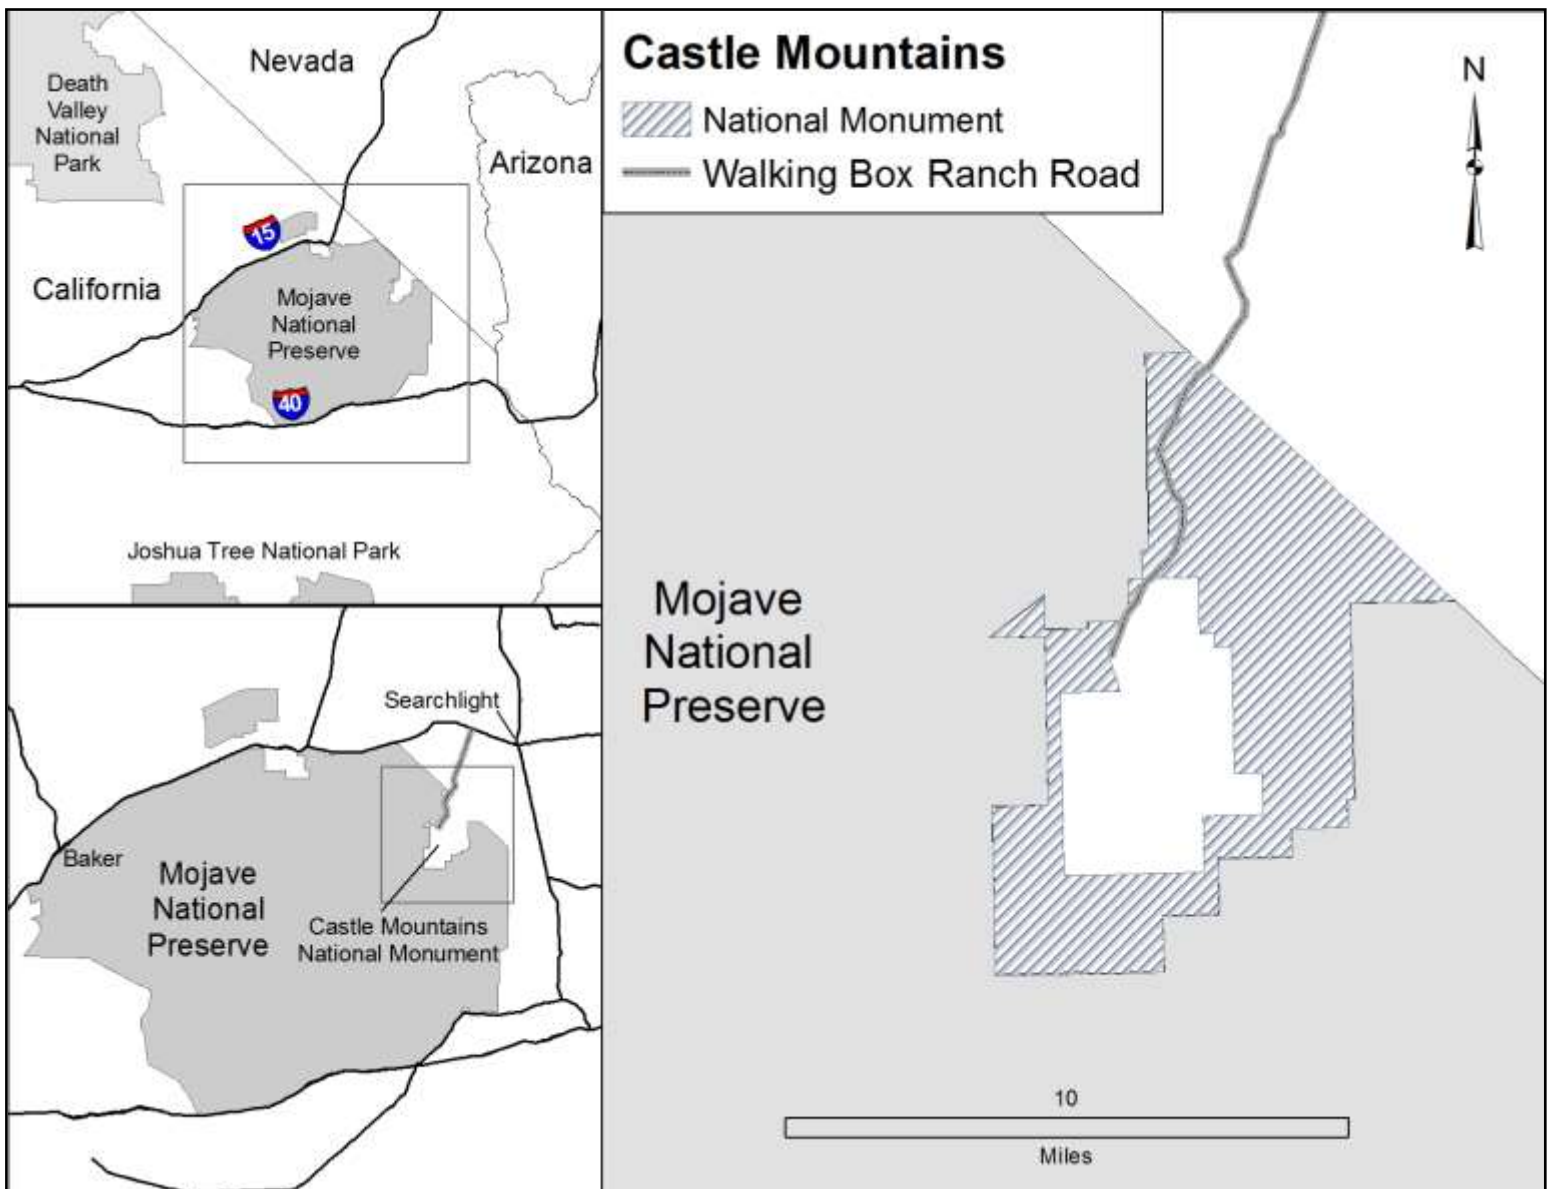 Nevada
Death
Valley
National
Park
Arizona
15
California
Mojave
National
Preserve
40
Joshua Tree National Park
Searchlight
Baker
Mojave
National
Preserve
Castle Mountains
National Monument
Castle Mountains
National Monument
Walking Box Ranch Road
N
Mojave
National
Preserve
10
Miles